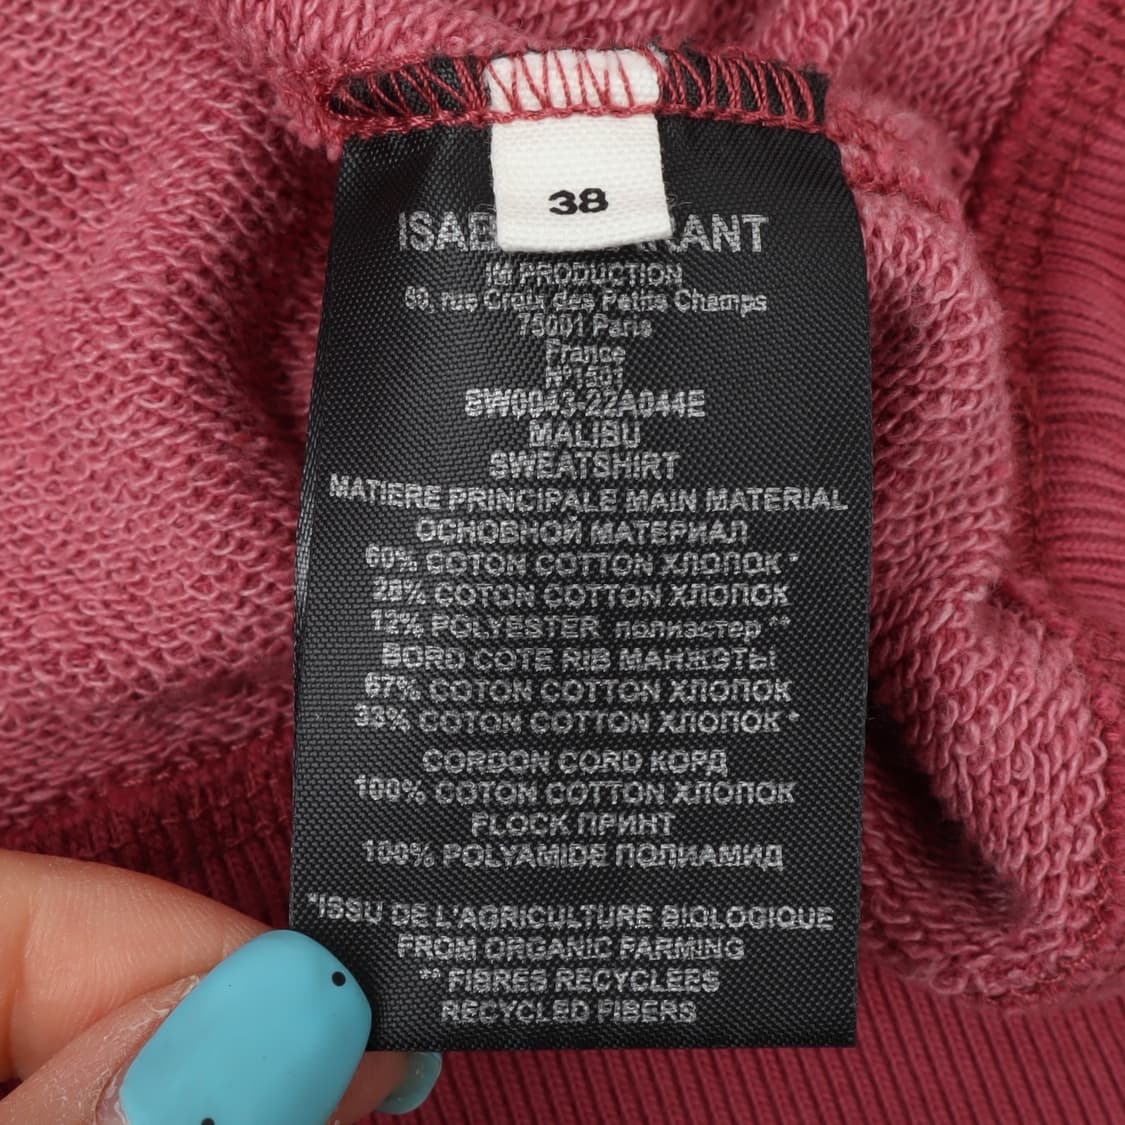 38
ISAB RANT
IM PRODUCTION
60, rue Croix des Petits Champs
75001 Paris
France
N°1501
SW0043-22A044E
MALIBU
SWEATSHIRT
MATIERE PRINCIPALE MAIN MATERIAL
ОСНОВНОЙ МАТЕРИАЛ
60% COTON COTTON ХЛОПОК*
28% COTON COTTON ХЛОПОК
12% POLYESTER полиэстер**
BORD COTE RIB МАНЖЭТЫ
67% COTON COTTON ХЛОПОК
33% COTON COTTON ХЛОПОК*
CORDON CORD КОРД
100% COTON COTTON ХЛОПОК
FLOCK ПРИНТ
100% POLYAMIDE ПОЛИАМИД
*ISSU DE L'AGRICULTURE BIOLOGIQUE
FROM ORGANIC FARMING
** FIBRES RECYCLEES
RECYCLED FIBERS